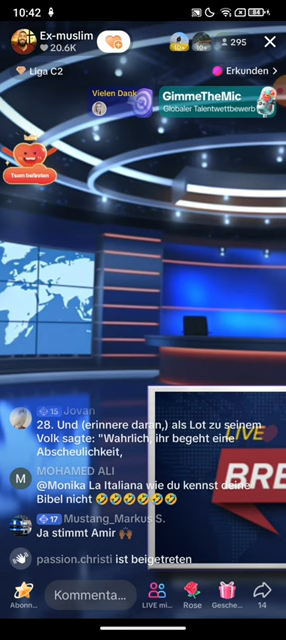 10:42
84
Ex-muslim
20.6K
10+
10+
295
Liga C2
Erkunden >
Vielen Dank
GimmeTheMic
Globaler Talentwettbewerb
Team beitreten
LIVE
BRE
15 Jovan
28. Und (erinnere daran,) als Lot zu seinem
Volk sagte: "Wahrlich, ihr begeht eine
Abscheulichkeit,
M
MOHAMED ALI
@Monika La Italiana wie du kennst deine
Bibel nicht 🤣🤣🤣🤣🤣🤣
17 Mustang_Markus S.
Ja stimmt Amir 🙌🏾
passion.christi ist beigetreten
Kommenta...
Abonn...
LIVE mi...
Rose
Gesche...
14